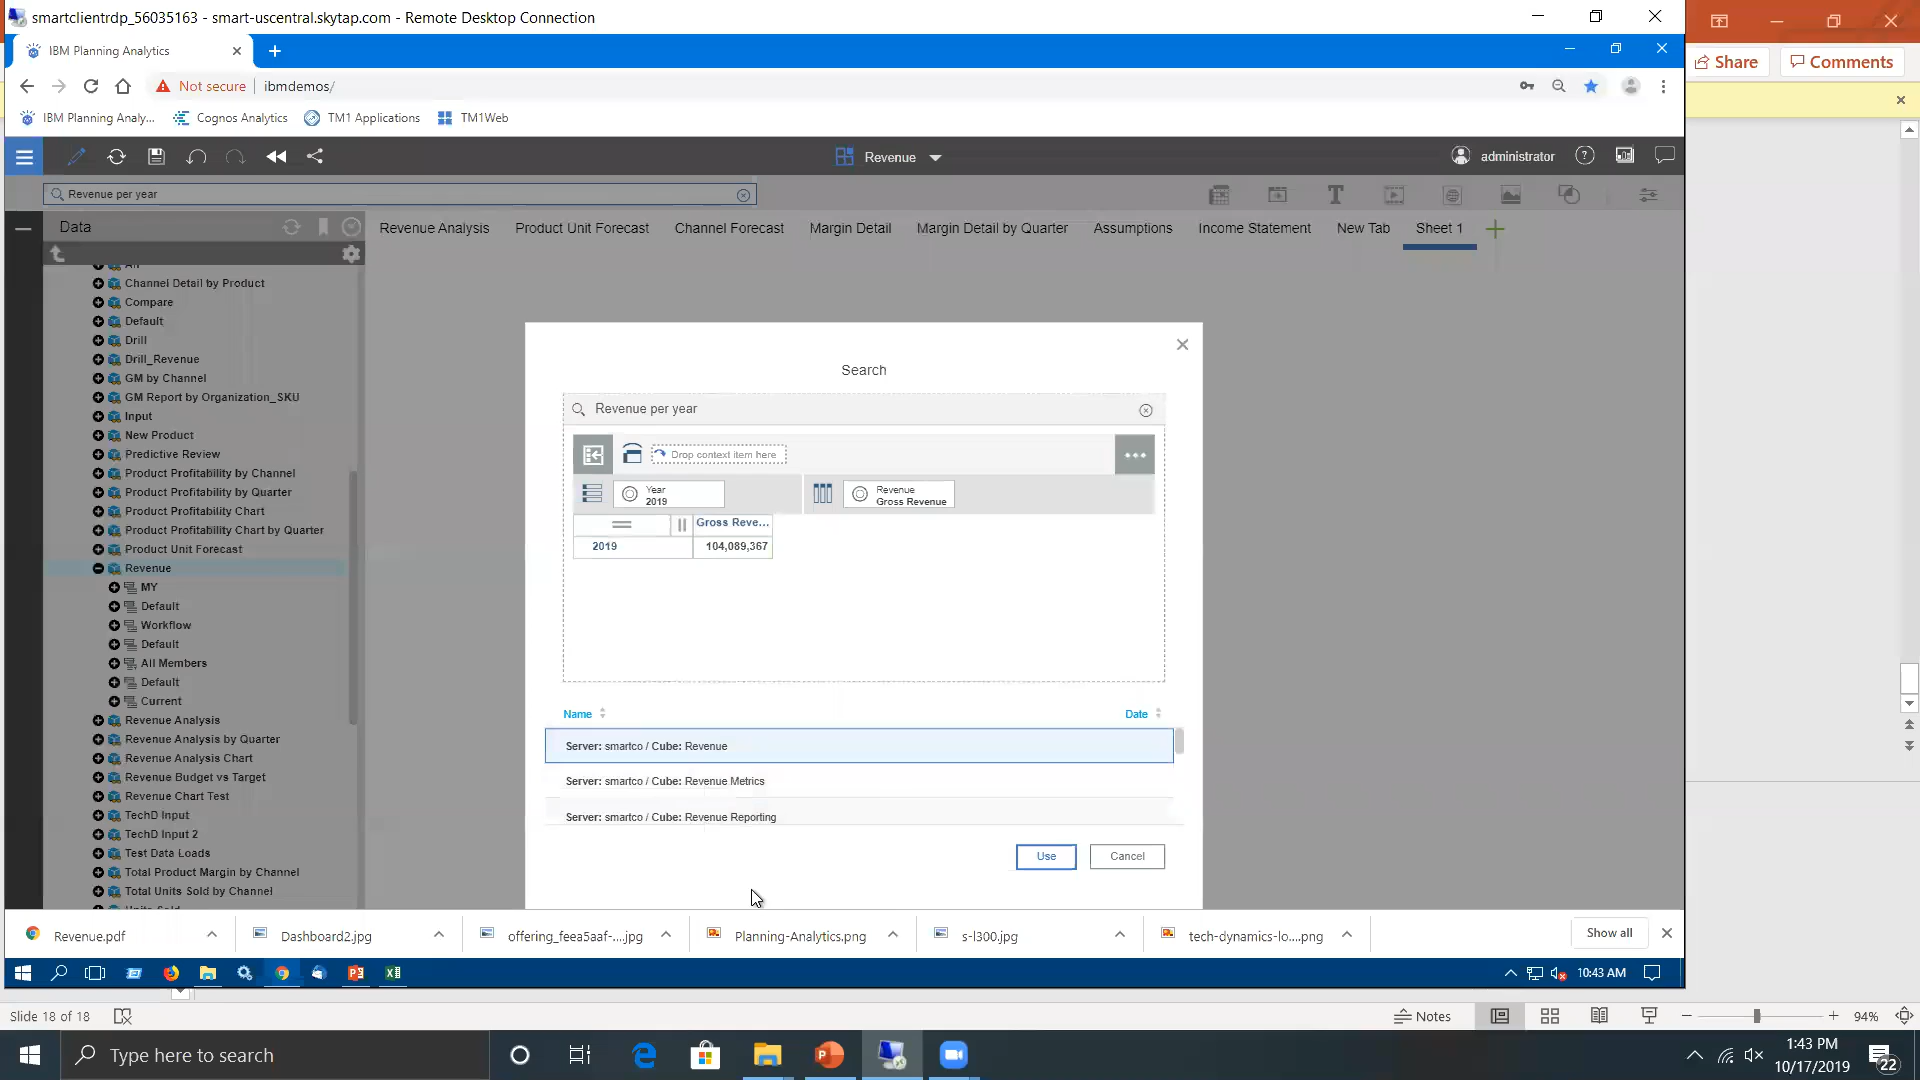 smartclientrdp_56035163 - smart-uscentral.skytap.com - Remote Desktop Connection
Share
Comments
IBM Planning Analytics
Not secure
ibmdemos/
IBM Planning Analy...
Cognos Analytics
TM1 Applications
TM1Web
Revenue
administrator
Revenue per year
Data
Revenue Analysis
Product Unit Forecast
Channel Forecast
Margin Detail
Margin Detail by Quarter
Assumptions
Income Statement
New Tab
Sheet 1
All
Channel Detail by Product
Compare
Default
Drill
Drill_Revenue
GM by Channel
GM Report by Organization_SKU
Input
New Product
Predictive Review
Product Profitability by Channel
Product Profitability by Quarter
Product Profitability Chart
Product Profitability Chart by Quarter
Product Unit Forecast
Revenue
MY
Default
Workflow
Default
All Members
Default
Current
Revenue Analysis
Revenue Analysis by Quarter
Revenue Analysis Chart
Revenue Budget vs Target
Revenue Chart Test
TechD Input
TechD Input 2
Test Data Loads
Total Product Margin by Channel
Total Units Sold by Channel
Search
Revenue per year
Drop context item here
Year
2019
Revenue
Gross Revenue
Gross Reve...
2019
104,089,367
Name
Date
Server: smartco / Cube: Revenue
Server: smartco / Cube: Revenue Metrics
Server: smartco / Cube: Revenue Reporting
Use
Cancel
Revenue.pdf
Dashboard2.jpg
offering_feea5aaf-....jpg
Planning-Analytics.png
s-l300.jpg
tech-dynamics-lo....png
Show all
10:43 AM
Slide 18 of 18
Notes
94%
Type here to search
1:43 PM
10/17/2019
22